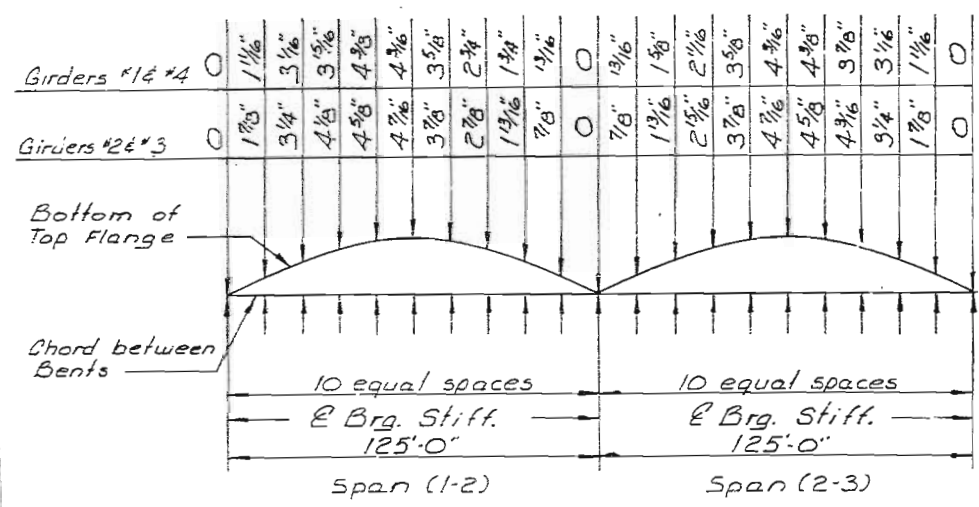 Girders #1 & #4 0 1 11/16" 3 1/16" 3 15/16" 4 3/8" 4 3/16" 3 5/8" 2 3/4" 1 3/4" 13/16" 0 13/16" 1 5/8" 2 11/16" 3 5/8" 4 3/16" 4 3/8" 3 7/8" 3 1/16" 1 11/16" 0
Girders #2 & #3 0 1 7/8" 3 1/4" 4 1/8" 4 5/8" 4 7/16" 3 7/8" 2 7/8" 1 13/16" 7/8" 0 7/8" 1 13/16" 2 15/16" 3 7/8" 4 7/16" 4 5/8" 4 3/16" 3 1/4" 1 7/8" 0
Bottom of
Top Flange
Chord between
Bents
10 equal spaces 10 equal spaces
℄ Brg. Stiff. ℄ Brg. Stiff.
125'-0" 125'-0"
Span (1-2) Span (2-3)